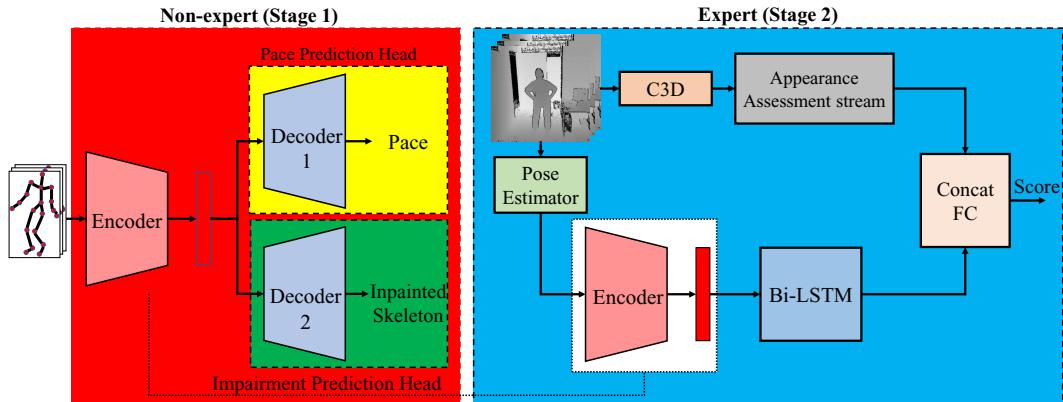 Non-expert (Stage 1)
Pace Prediction Head
Encoder
Decoder
1
Pace
Decoder
2
Inpainted
Skeleton
Impairment Prediction Head
Expert (Stage 2)
C3D
Appearance
Assessment stream
Pose
Estimator
Encoder
Bi-LSTM
Concat
FC
Score